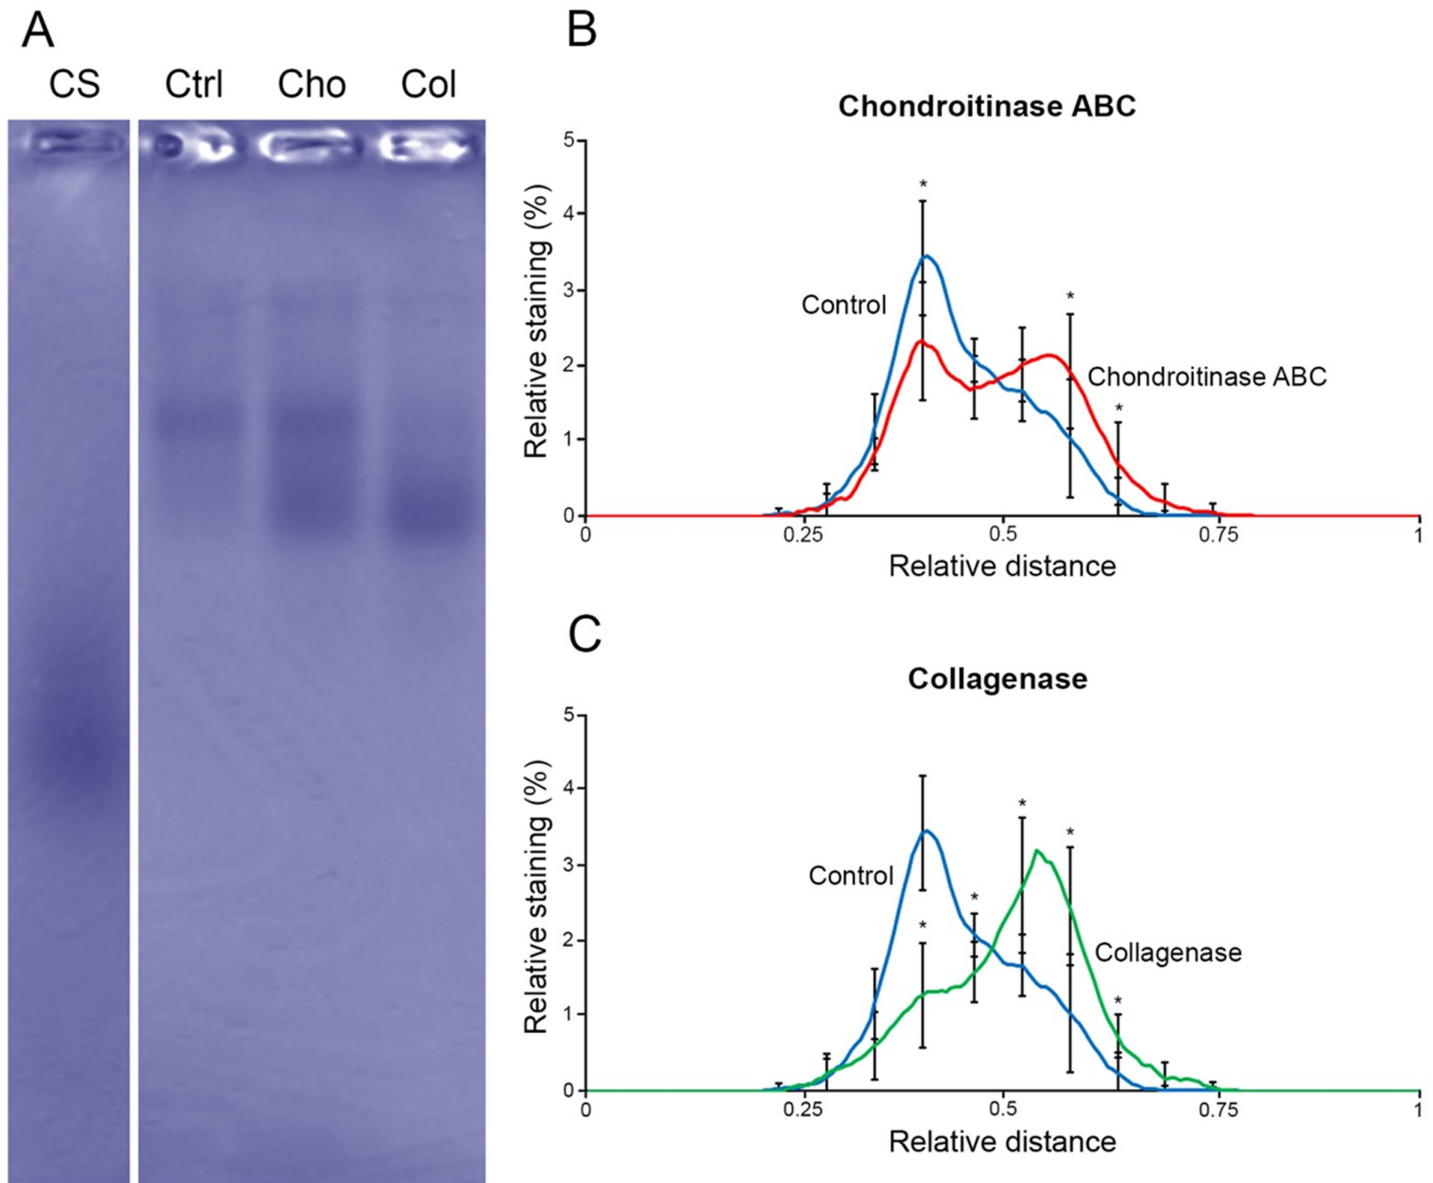 A
CS Ctrl Cho Col
B
Chondroitinase ABC
Relative staining (%)
5
4
3
2
1
0
*
*
*
Control
Chondroitinase ABC
0 0.25 0.5 0.75 1
Relative distance
C
Collagenase
Relative staining (%)
5
4
3
2
1
0
*
*
*
*
*
Control
Collagenase
0 0.25 0.5 0.75 1
Relative distance